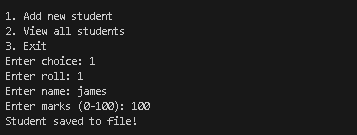 1. Add new student
2. View all students
3. Exit
Enter choice: 1
Enter roll: 1
Enter name: james
Enter marks (0-100): 100
Student saved to file!